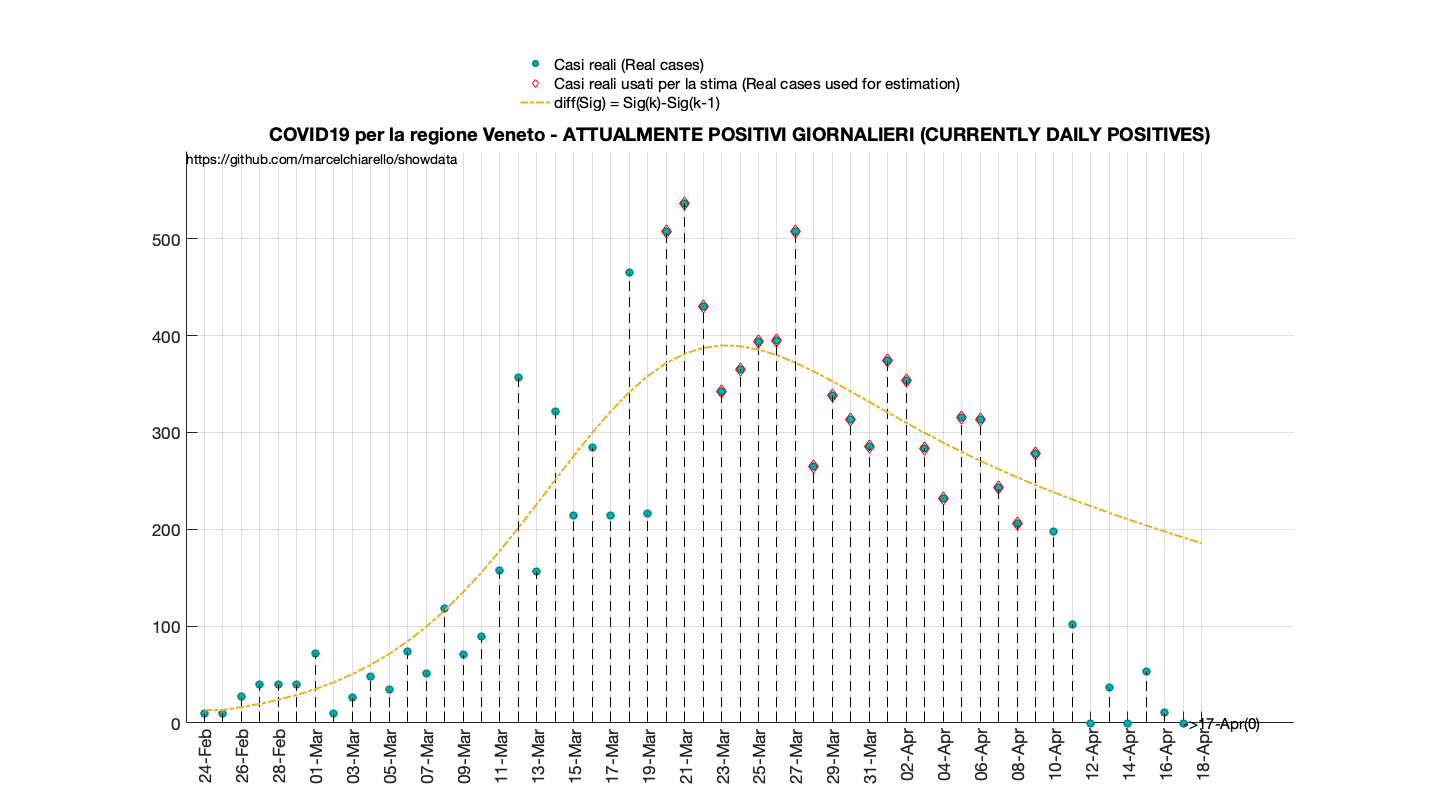 Casi reali (Real cases)
Casi reali usati per la stima (Real cases used for estimation)
diff(Sig) = Sig(k)-Sig(k-1)
COVID19 per la regione Veneto - ATTUALMENTE POSITIVI GIORNALIERI (CURRENTLY DAILY POSITIVES)
https://github.com/marcelchiarello/showdata
500
400
300
200
100
0
->17-Apr(0)
24-Feb
26-Feb
28-Feb
01-Mar
03-Mar
05-Mar
07-Mar
09-Mar
11-Mar
13-Mar
15-Mar
17-Mar
19-Mar
21-Mar
23-Mar
25-Mar
27-Mar
29-Mar
31-Mar
02-Apr
04-Apr
06-Apr
08-Apr
10-Apr
12-Apr
14-Apr
16-Apr
18-Apr